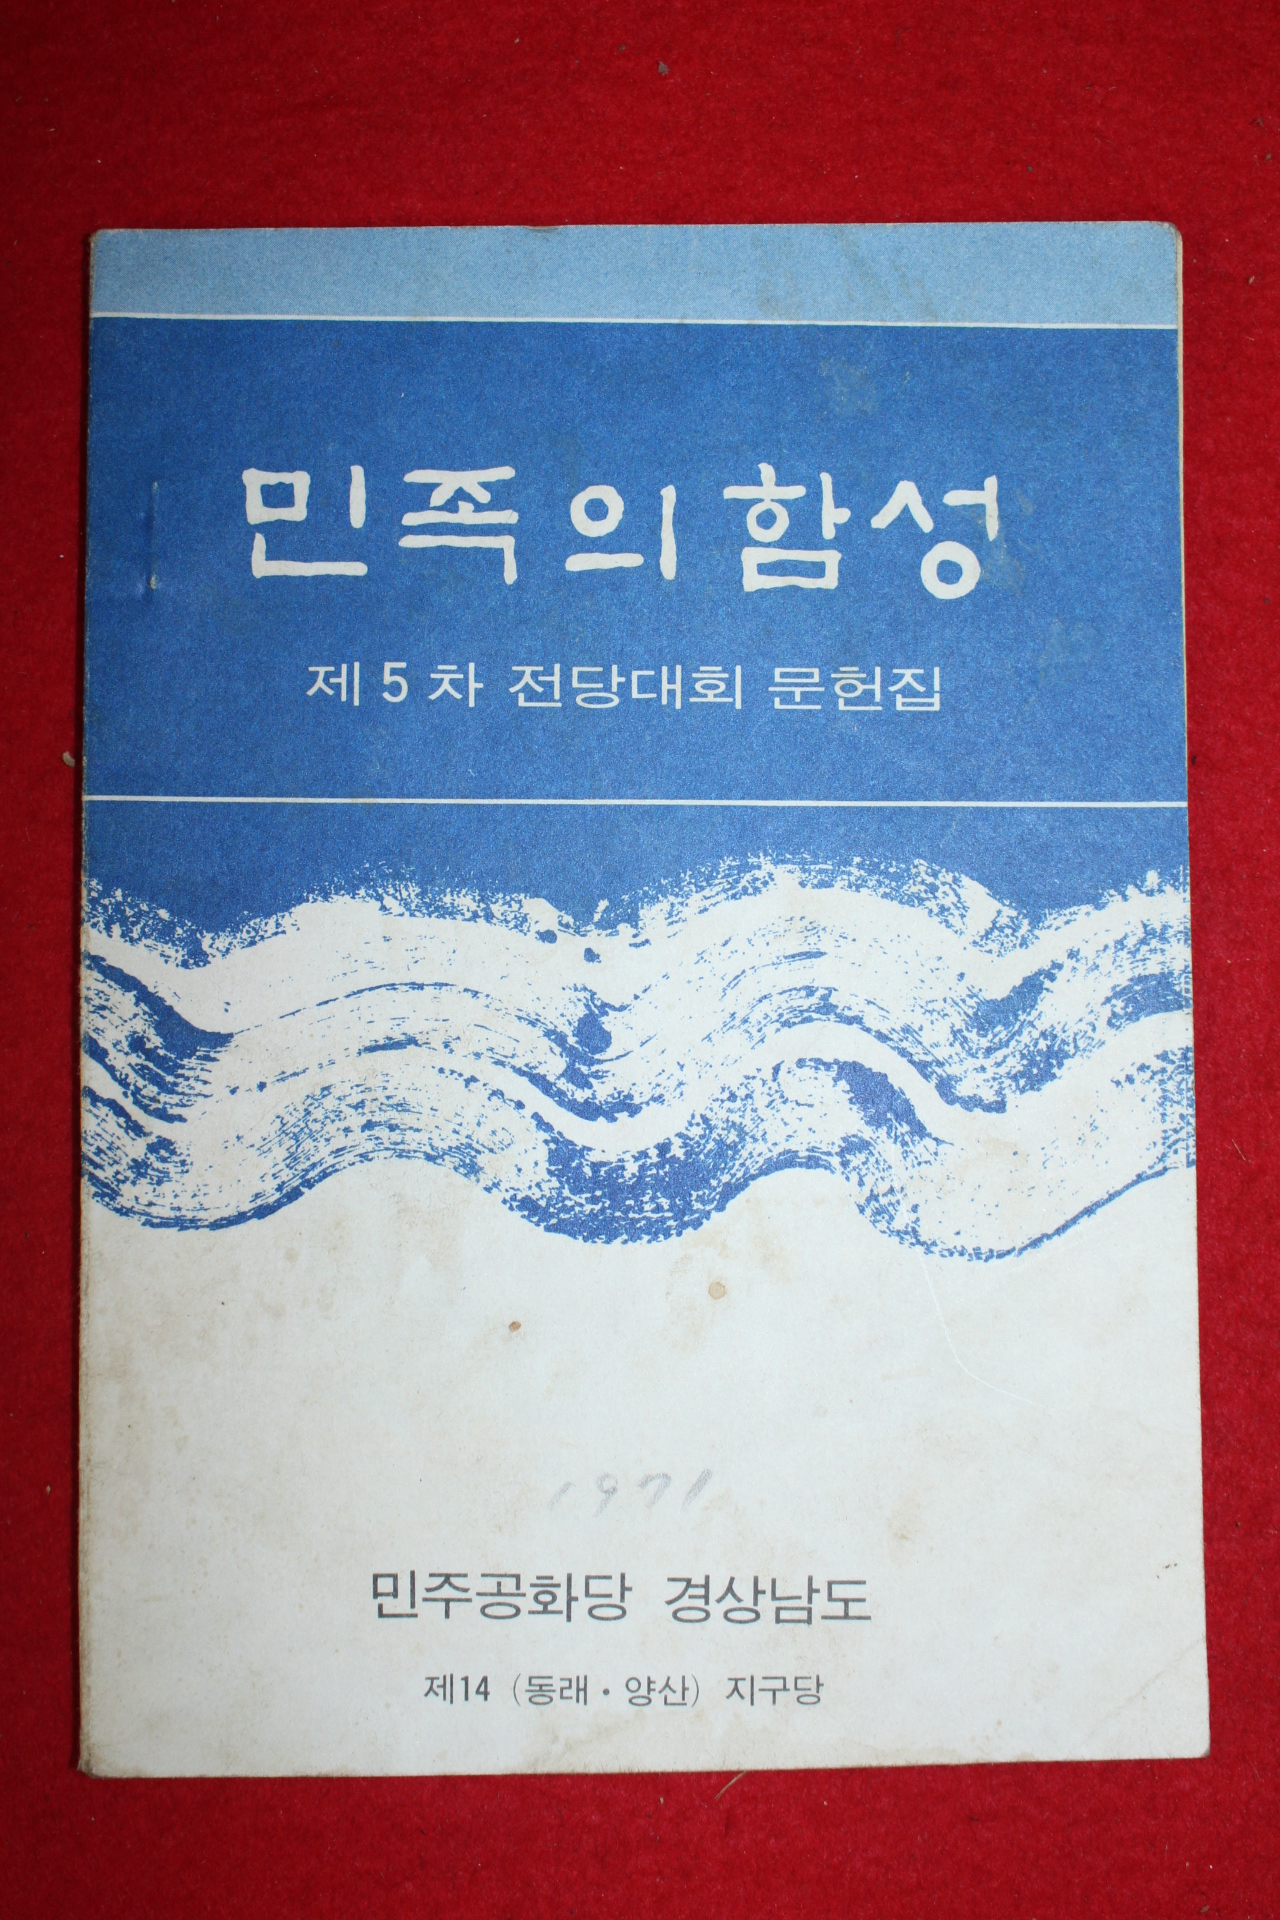 민족의 함성
제 5 차 전당대회 문헌집
1971
민주공화당 경상남도
제14 (동래·양산) 지구당